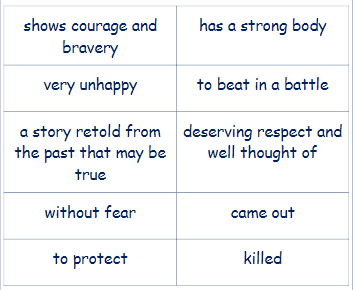 shows courage and
bravery
has a strong body
very unhappy
to beat in a battle
a story retold from
the past that may be
true
deserving respect and
well thought of
without fear
came out
to protect
killed